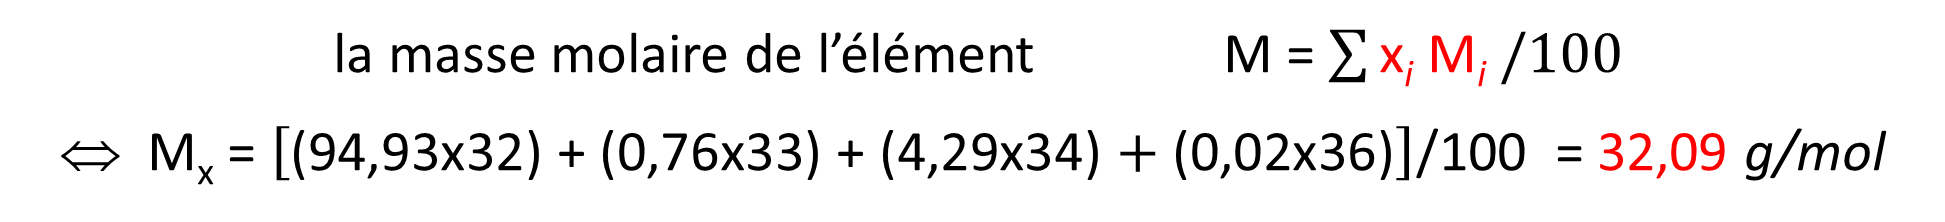 la masse molaire de l’élément M = ∑ xᵢ Mᵢ /100
⇔ Mₓ = [(94,93x32) + (0,76x33) + (4,29x34) + (0,02x36)]/100 = 32,09 g/mol